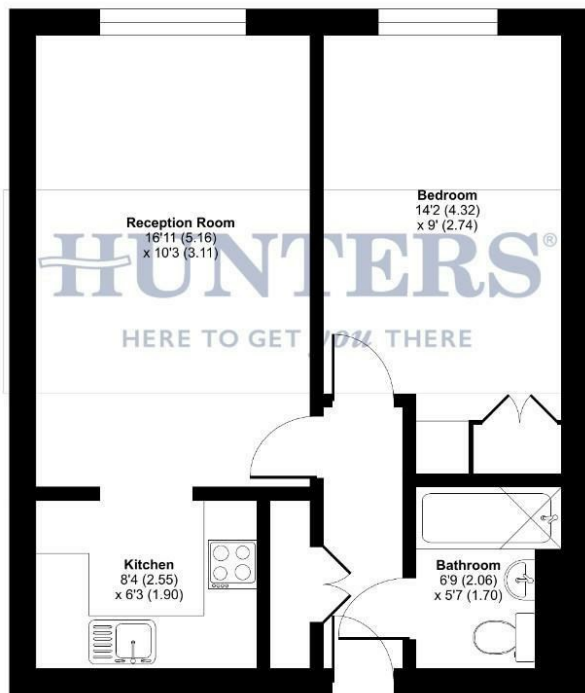 Reception Room
16'11 (5.16)
x 10'3 (3.11)
Bedroom
14'2 (4.32)
x 9' (2.74)
HUNTERS®
HERE TO GET you THERE
Kitchen
8'4 (2.55)
x 6'3 (1.90)
Bathroom
6'9 (2.06)
x 5'7 (1.70)